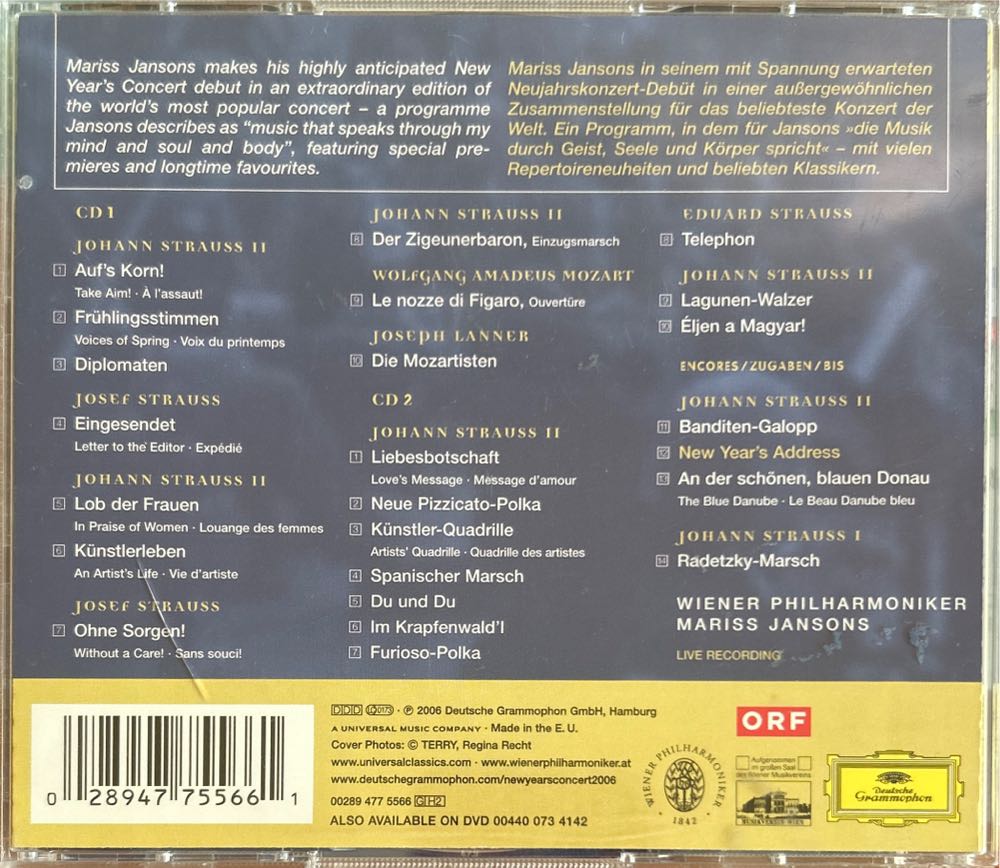 Mariss Jansons makes his highly anticipated New
Year's Concert debut in an extraordinary edition of
the world's most popular concert – a programme
Jansons describes as “music that speaks through my
mind and soul and body”, featuring special pre-
mieres and longtime favourites.
Mariss Jansons in seinem mit Spannung erwarteten
Neujahrskonzert-Debüt in einer außergewöhnlichen
Zusammenstellung für das beliebteste Konzert der
Welt. Ein Programm, in dem für Jansons »die Musik
durch Geist, Seele und Körper spricht« – mit vielen
Repertoireneuheiten und beliebten Klassikern.
CD 1
JOHANN STRAUSS II
1 Auf's Korn!
Take Aim! · À l'assaut!
2 Frühlingsstimmen
Voices of Spring · Voix du printemps
3 Diplomaten
JOSEF STRAUSS
4 Eingesendet
Letter to the Editor · Expédié
JOHANN STRAUSS II
5 Lob der Frauen
In Praise of Women · Louange des femmes
6 Künstlerleben
An Artist's Life · Vie d'artiste
JOSEF STRAUSS
7 Ohne Sorgen!
Without a Care! · Sans souci!
JOHANN STRAUSS II
8 Der Zigeunerbaron, Einzugsmarsch
WOLFGANG AMADEUS MOZART
9 Le nozze di Figaro, Ouvertüre
JOSEPH LANNER
10 Die Mozartisten
CD 2
JOHANN STRAUSS II
1 Liebesbotschaft
Love's Message · Message d'amour
2 Neue Pizzicato-Polka
3 Künstler-Quadrille
Artists' Quadrille · Quadrille des artistes
4 Spanischer Marsch
5 Du und Du
6 Im Krapfenwald'l
7 Furioso-Polka
EDUARD STRAUSS
8 Telephon
JOHANN STRAUSS II
9 Lagunen-Walzer
10 Éljen a Magyar!
ENCORES/ZUGABEN/BIS
JOHANN STRAUSS II
11 Banditen-Galopp
12 New Year's Address
13 An der schönen, blauen Donau
The Blue Danube · Le Beau Danube bleu
JOHANN STRAUSS I
14 Radetzky-Marsch
WIENER PHILHARMONIKER
MARISS JANSONS
LIVE RECORDING
0 28947 75566 1
DDD LC 0173 · ℗ 2006 Deutsche Grammophon GmbH, Hamburg
A UNIVERSAL MUSIC COMPANY · Made in the E. U.
Cover Photos: © TERRY, Regina Recht
www.universalclassics.com · www.wienerphilharmoniker.at
www.deutschegrammophon.com/newyearsconcert2006
00289 477 5566 GH2
ALSO AVAILABLE ON DVD 00440 073 4142
WIENER PHILHARMONIKER
· 1842 ·
ORF
Aufgenommen
im großen Saal
des Wiener Musikvereins
MUSIKVEREIN WIEN
Deutsche
Grammophon